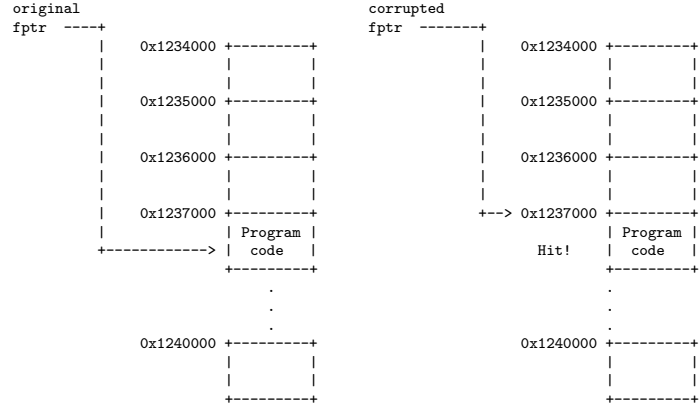 original corrupted
fptr ----+ fptr -------+
| 0x1234000 +---------+ | 0x1234000 +---------+
| | | | | |
| 0x1235000 +---------+ | 0x1235000 +---------+
| | | | | |
| 0x1236000 +---------+ | 0x1236000 +---------+
| | | | | |
| 0x1237000 +---------+ +--> 0x1237000 +---------+
| | Program | | Program |
+------------> | code | Hit! | code |
+---------+ +---------+
. .
. .
. .
0x1240000 +---------+ 0x1240000 +---------+
| | | |
| | | |
+---------+ +---------+